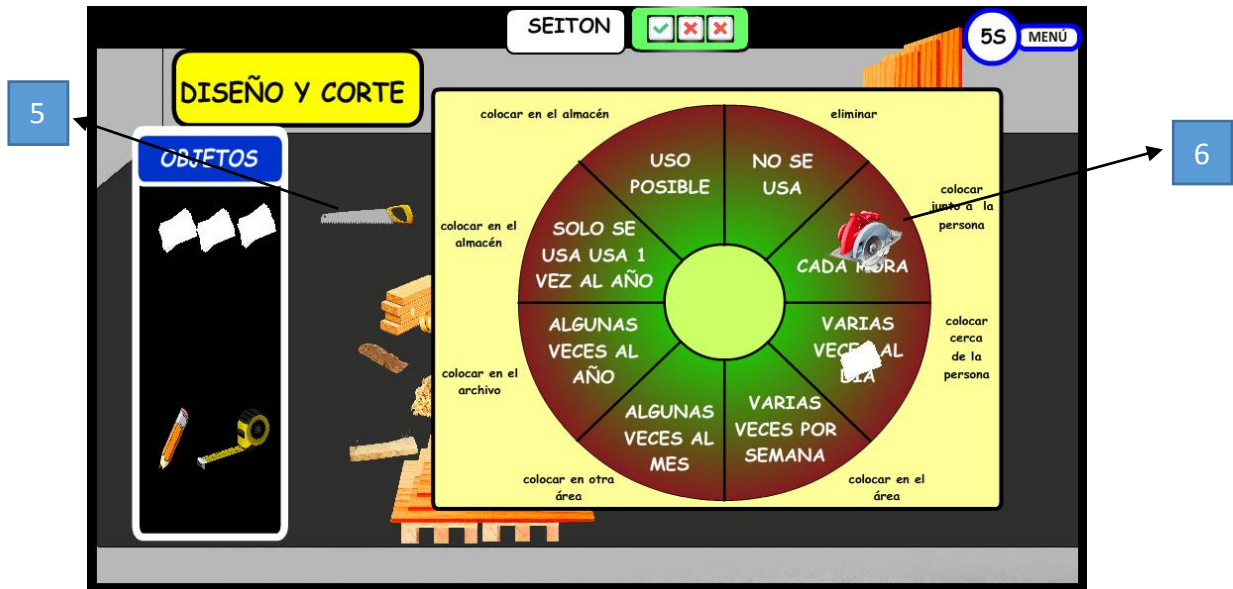 SEITON
5S
MENÚ
DISEÑO Y CORTE
5
6
OBJETOS
colocar en el almacén
eliminar
USO
POSIBLE
NO SE
USA
colocar
junto a la
persona
colocar en el
almacén
SOLO SE
USA USA 1
VEZ AL AÑO
CADA HORA
ALGUNAS
VECES AL
AÑO
VARIAS
VECES AL
DIA
colocar
cerca
de la
persona
colocar en el
archivo
ALGUNAS
VECES AL
MES
VARIAS
VECES POR
SEMANA
colocar en otra
área
colocar en el
área